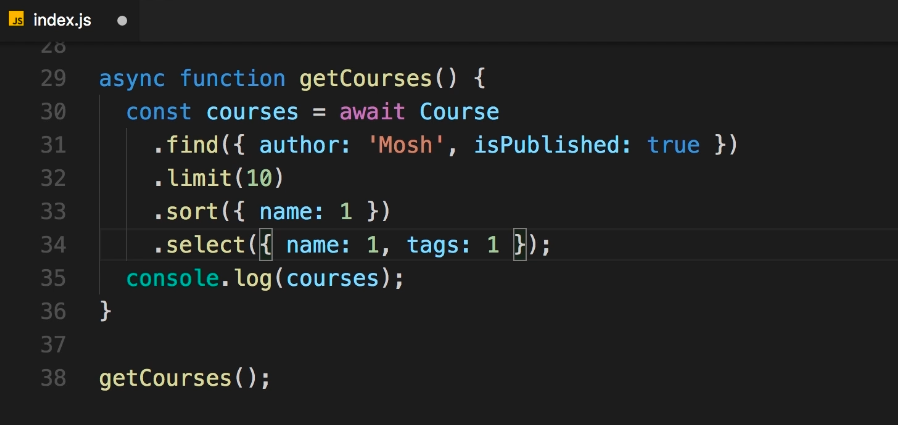 JS index.js
28
29 async function getCourses() {
30   const courses = await Course
31     .find({ author: 'Mosh', isPublished: true })
32     .limit(10)
33     .sort({ name: 1 })
34     .select({ name: 1, tags: 1 });
35   console.log(courses);
36 }
37
38 getCourses();